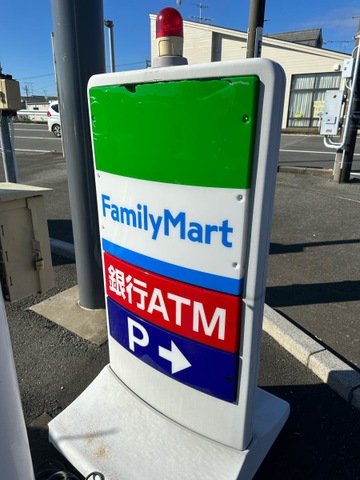 FamilyMart
銀行ATM
P→